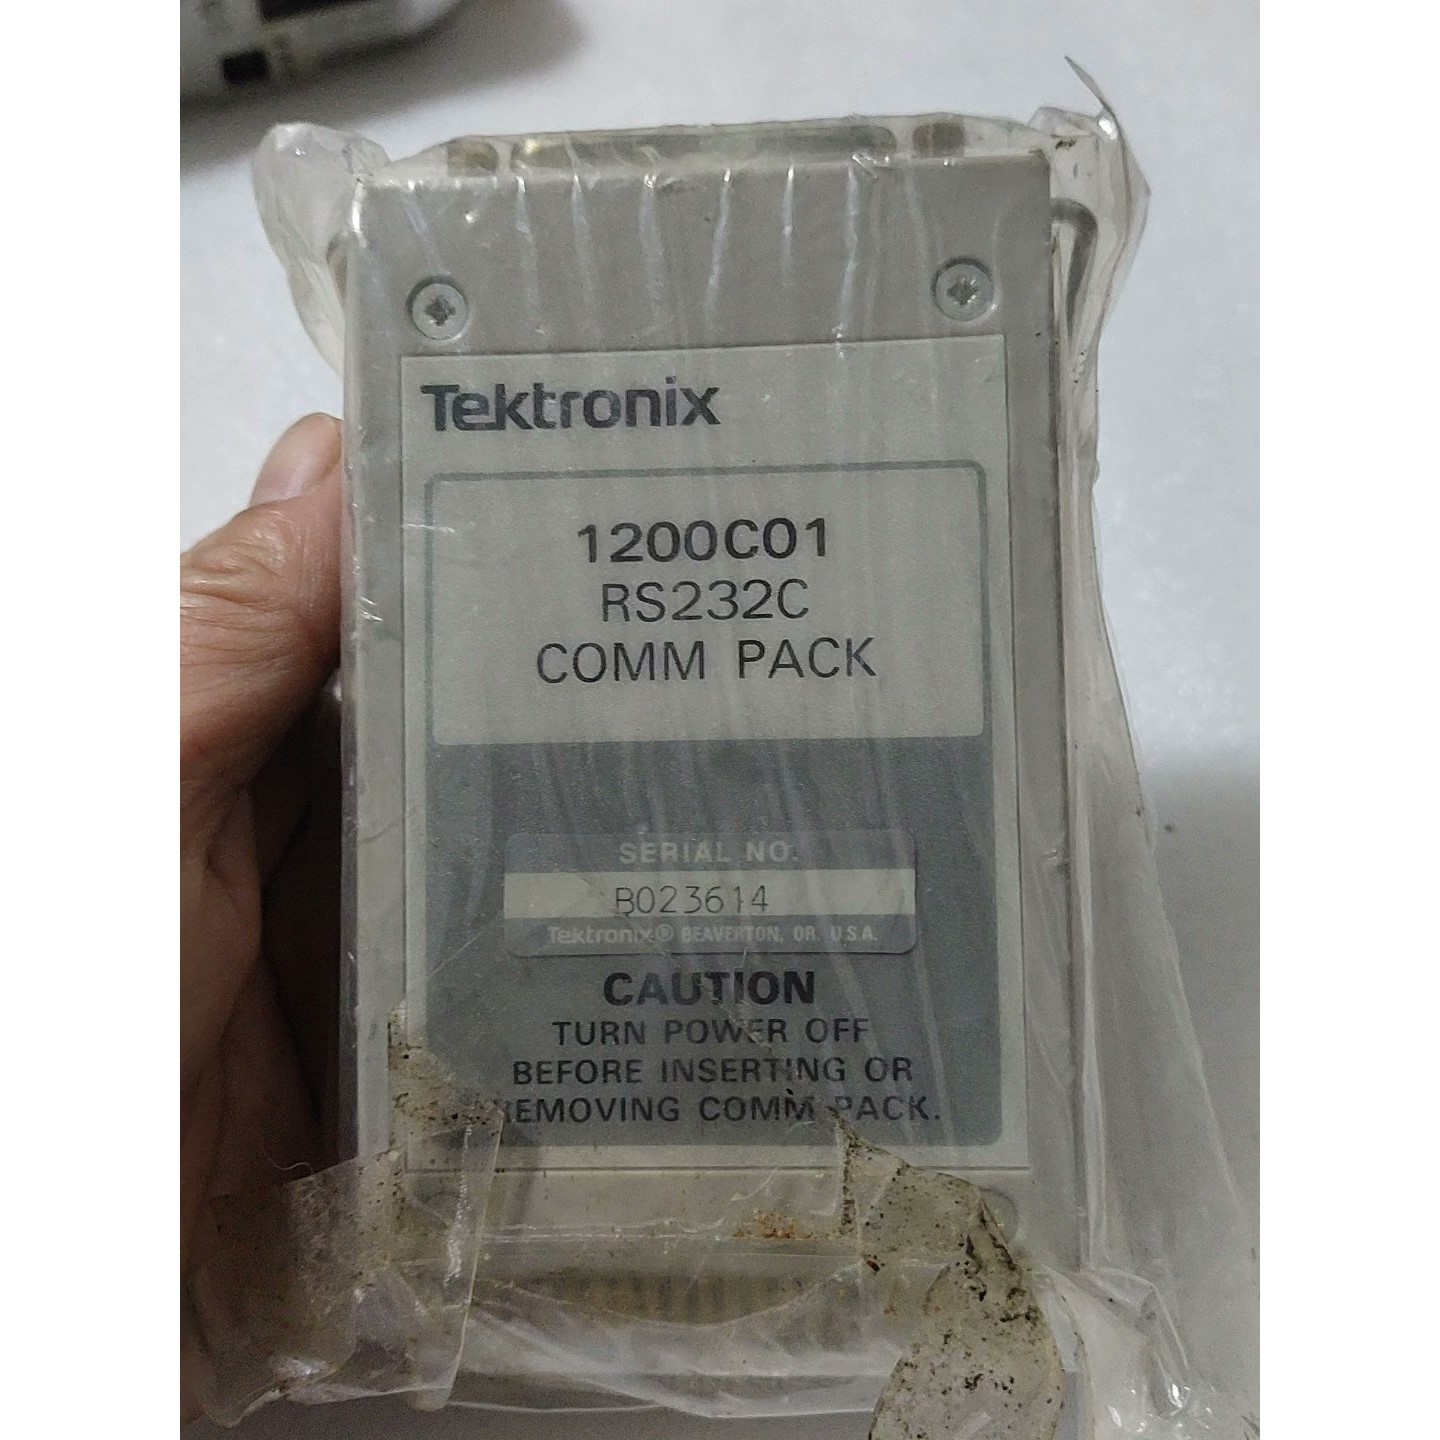 Tektronix
1200C01
RS232C
COMM PACK
SERIAL NO.
B023614
Tektronix® BEAVERTON, OR. U.S.A.
CAUTION
TURN POWER OFF
BEFORE INSERTING OR
REMOVING COMM PACK.